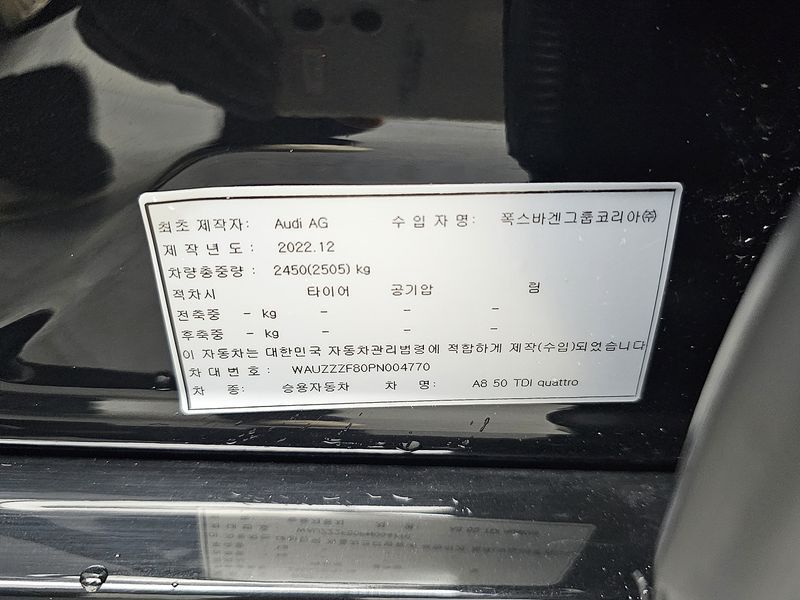 최초 제작자: Audi AG 수 입 자 명: 폭스바겐그룹코리아㈜
제 작 년 도 : 2022.12
차량총중량 : 2450(2505) kg
적차시 타이어 공기압 림
전축중 - kg - - -
후축중 - kg - - -
이 자동차는 대한민국 자동차관리법령에 적합하게 제작(수입)되었습니다
차 대 번 호 : WAUZZZF80PN004770
차 종: 승용자동차 차 명: A8 50 TDI quattro